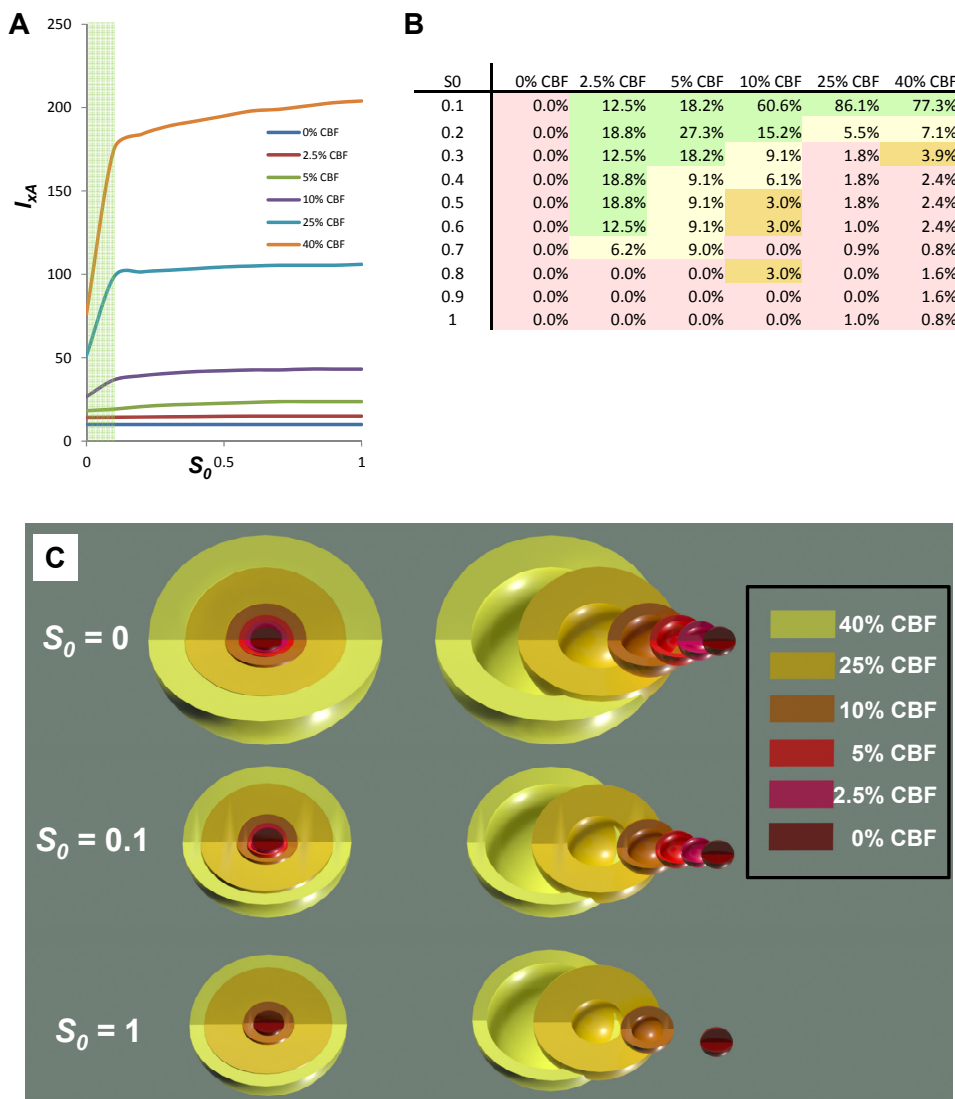 A
250
200
150
100
50
0
I_xA
0
0.5
1
S_0
0% CBF
2.5% CBF
5% CBF
10% CBF
25% CBF
40% CBF
B
S0 0% CBF 2.5% CBF 5% CBF 10% CBF 25% CBF 40% CBF
0.1 0.0% 12.5% 18.2% 60.6% 86.1% 77.3%
0.2 0.0% 18.8% 27.3% 15.2% 5.5% 7.1%
0.3 0.0% 12.5% 18.2% 9.1% 1.8% 3.9%
0.4 0.0% 18.8% 9.1% 6.1% 1.8% 2.4%
0.5 0.0% 18.8% 9.1% 3.0% 1.8% 2.4%
0.6 0.0% 12.5% 9.1% 3.0% 1.0% 2.4%
0.7 0.0% 6.2% 9.0% 0.0% 0.9% 0.8%
0.8 0.0% 0.0% 0.0% 3.0% 0.0% 1.6%
0.9 0.0% 0.0% 0.0% 0.0% 0.0% 1.6%
1 0.0% 0.0% 0.0% 0.0% 1.0% 0.8%
C
S_0 = 0
S_0 = 0.1
S_0 = 1
40% CBF
25% CBF
10% CBF
5% CBF
2.5% CBF
0% CBF